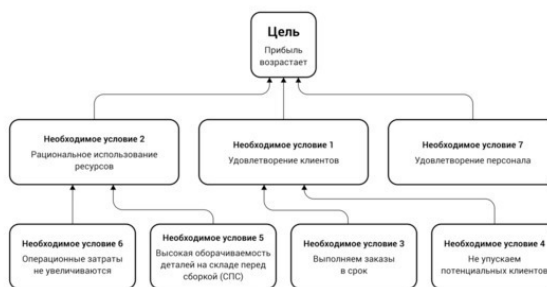 Цель
Прибыль
возрастает
Необходимое условие 2
Рациональное использование
ресурсов
Необходимое условие 1
Удовлетворение клиентов
Необходимое условие 7
Удовлетворение персонала
Необходимое условие 6
Операционные затраты
не увеличиваются
Необходимое условие 5
Высокая оборачиваемость
деталей на складе перед
сборкой (СПС)
Необходимое условие 3
Выполняем заказы
в срок
Необходимое условие 4
Не упускаем
потенциальных клиентов